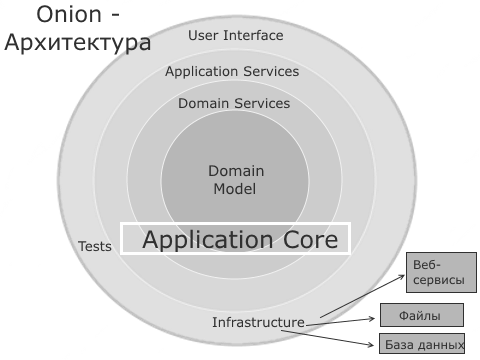 Onion -
Архитектура
User Interface
Application Services
Domain Services
Domain
Model
Application Core
Tests
Infrastructure
Веб-
сервисы
Файлы
База данных